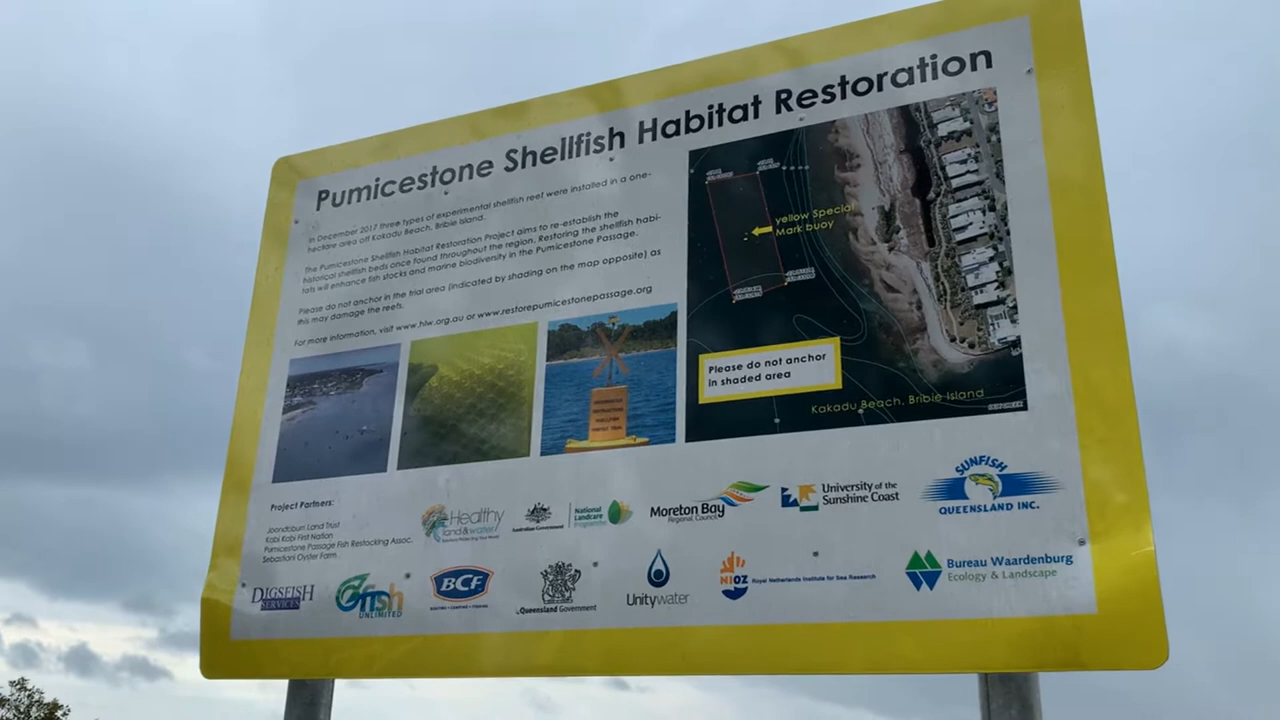 Pumicestone Shellfish Habitat Restoration
In December 2017 three types of experimental shellfish reef were installed in a one-
hectare area off Kakadu Beach, Bribie Island.
The Pumicestone Shellfish Habitat Restoration Project aims to re-establish the
historical shellfish beds once found throughout the region. Restoring the shellfish habi-
tats will enhance fish stocks and marine biodiversity in the Pumicestone Passage.
Please do not anchor in the trial area (indicated by shading on the map opposite) as
this may damage the reefs.
For more information, visit www.hlw.org.au or www.restorepumicestonepassage.org
yellow Special
Mark buoy
Please do not anchor
in shaded area
Kakadu Beach, Bribie Island
Project Partners:
Joondoburri Land Trust
Kabi Kabi First Nation
Pumicestone Passage Fish Restocking Assoc.
Sebastiani Oyster Farm
Healthy
land & water
Australian Government
National
Landcare
Programme
Moreton Bay
Regional Council
University of the
Sunshine Coast
SUNFISH
QUEENSLAND INC.
DIGSFISH
SERVICES
fish
UNLIMITED
BCF
BOATING • CAMPING • FISHING
Queensland Government
Unitywater
NIOZ
Royal Netherlands Institute for Sea Research
Bureau Waardenburg
Ecology & Landscape